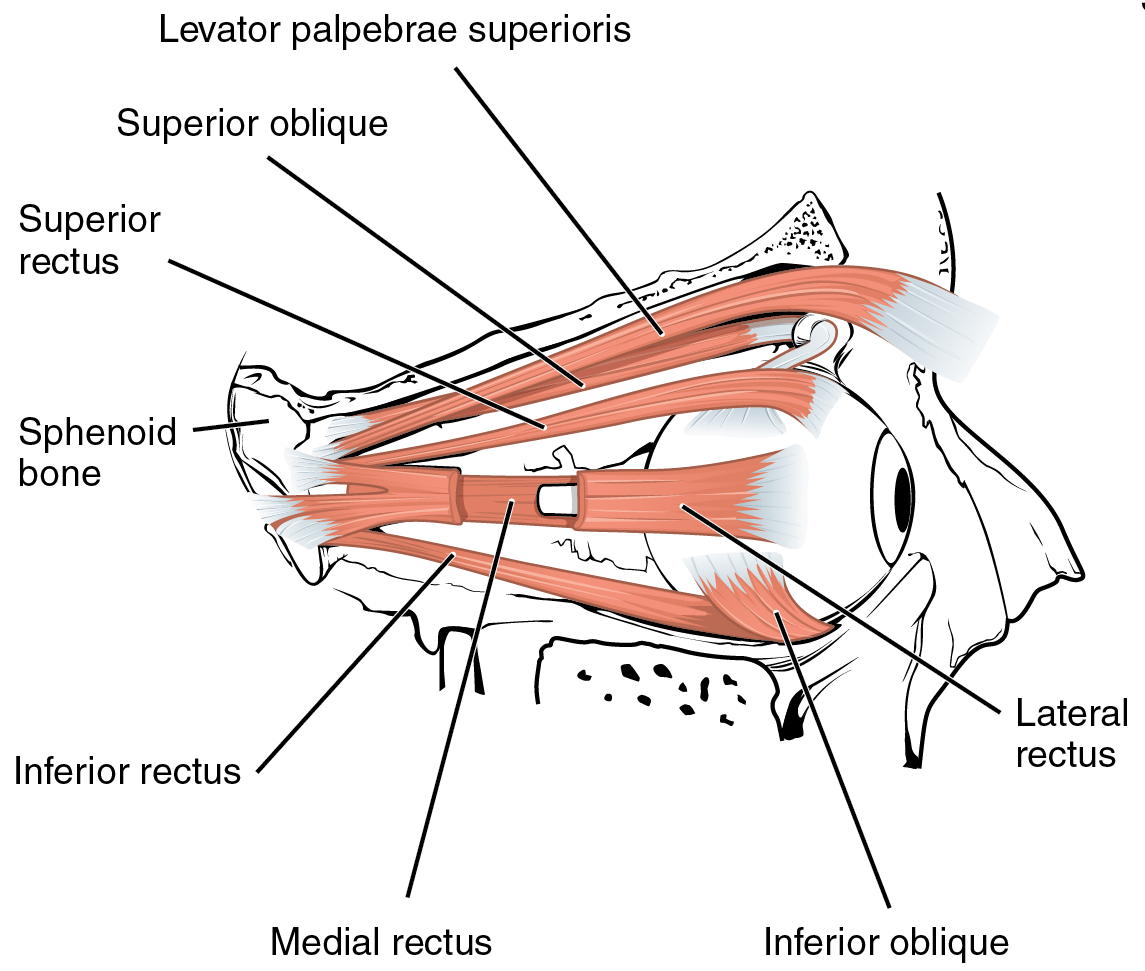 Levator palpebrae superioris
Superior oblique
Superior
rectus
Sphenoid
bone
Lateral
rectus
Inferior rectus
Medial rectus
Inferior oblique